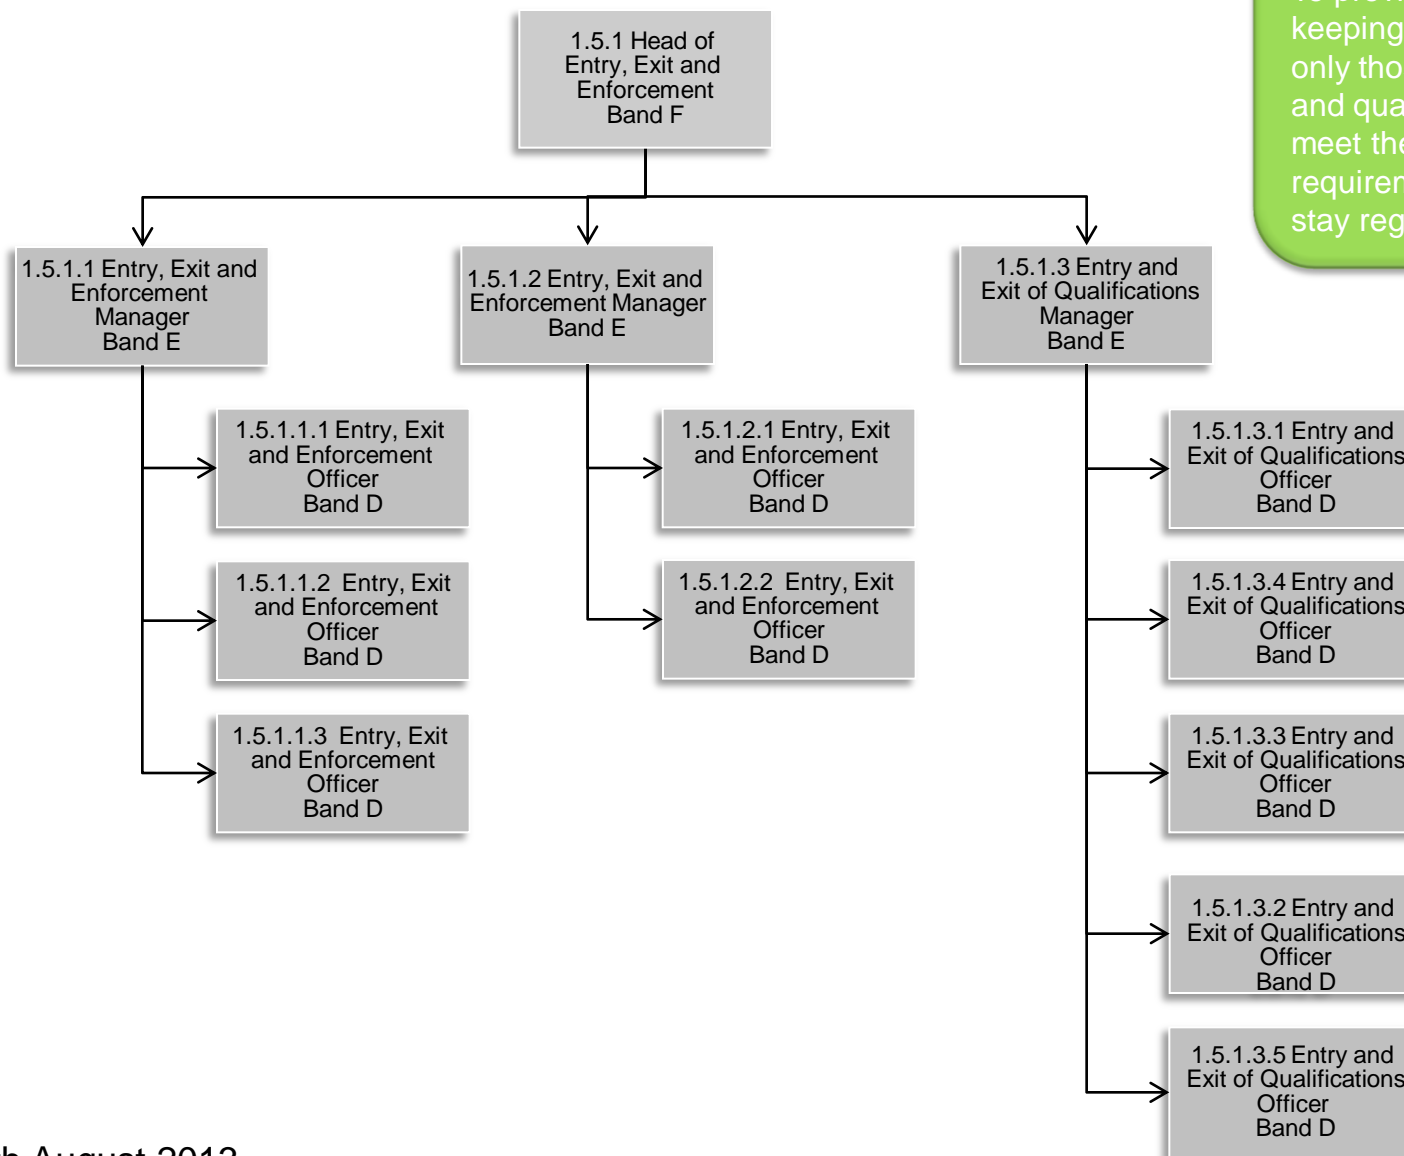 1.5.1 Head of
Entry, Exit and
Enforcement
Band F
keeping
only tho
and qua
meet the
requirem
stay reg
1.5.1.1 Entry, Exit and
Enforcement
Manager
Band E
1.5.1.2 Entry, Exit and
Enforcement Manager
Band E
1.5.1.3 Entry and
Exit of Qualifications
Manager
Band E
1.5.1.1.1 Entry, Exit
and Enforcement
Officer
Band D
1.5.1.2.1 Entry, Exit
and Enforcement
Officer
Band D
1.5.1.3.1 Entry and
Exit of Qualifications
Officer
Band D
1.5.1.1.2 Entry, Exit
and Enforcement
Officer
Band D
1.5.1.2.2 Entry, Exit
and Enforcement
Officer
Band D
1.5.1.3.4 Entry and
Exit of Qualifications
Officer
Band D
1.5.1.1.3 Entry, Exit
and Enforcement
Officer
Band D
1.5.1.3.3 Entry and
Exit of Qualifications
Officer
Band D
1.5.1.3.2 Entry and
Exit of Qualifications
Officer
Band D
1.5.1.3.5 Entry and
Exit of Qualifications
Officer
Band D
August 2012